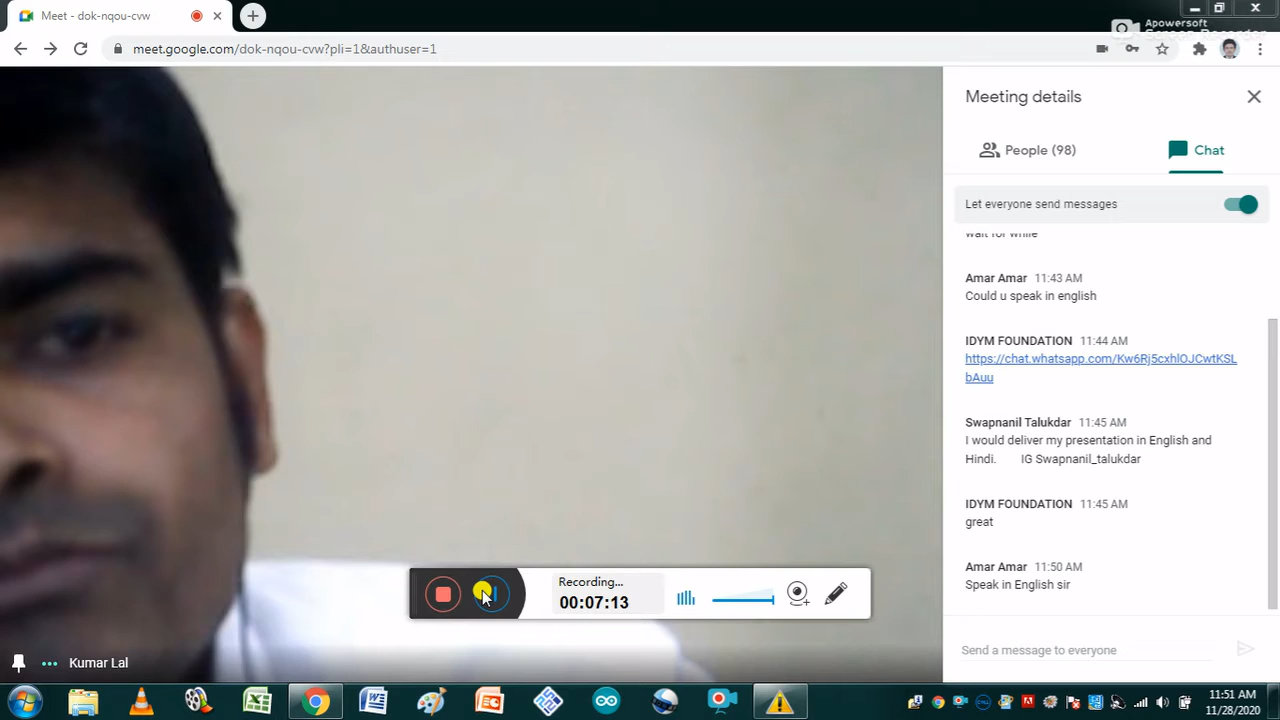 Meet - dok-nqou-cvw
Apowersoft
Screen Recorder
meet.google.com/dok-nqou-cvw?pli=1&authuser=1
Meeting details
People (98)
Chat
Let everyone send messages
wait for while
Amar Amar 11:43 AM
Could u speak in english
IDYM FOUNDATION 11:44 AM
https://chat.whatsapp.com/Kw6Rj5cxhlOJCwtKSL
bAuu
Swapnanil Talukdar 11:45 AM
I would deliver my presentation in English and
Hindi. IG Swapnanil_talukdar
IDYM FOUNDATION 11:45 AM
great
Amar Amar 11:50 AM
Speak in English sir
Recording...
00:07:13
Send a message to everyone
Kumar Lal
11:51 AM
11/28/2020